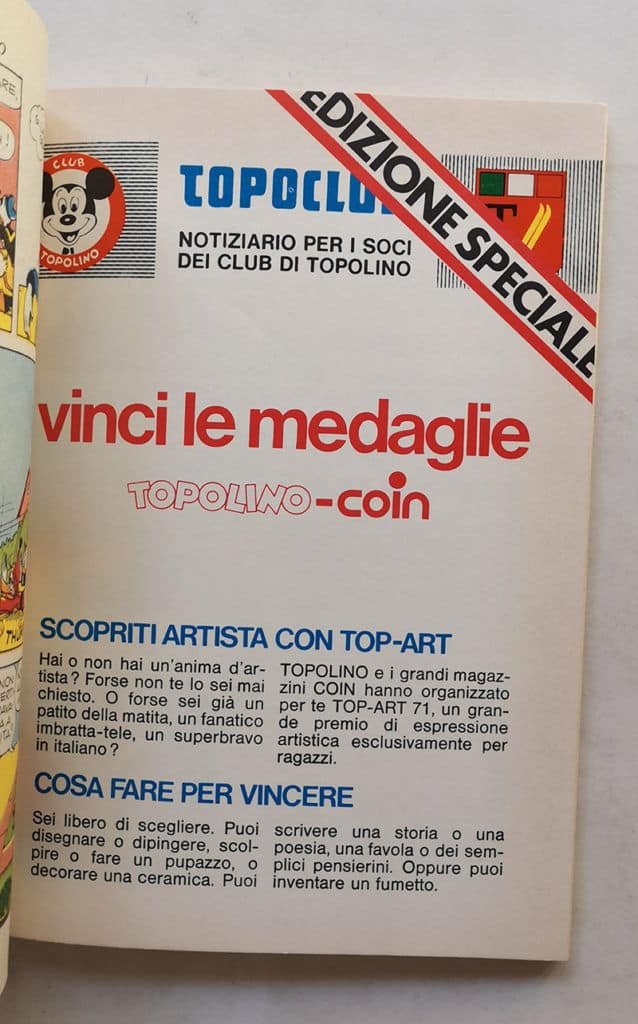 EDIZIONE SPECIALE
CLUB
TOPOLINO
TOPOCLU
NOTIZIARIO PER I SOCI
DEI CLUB DI TOPOLINO
vinci le medaglie
TOPOLINO-coin
SCOPRITI ARTISTA CON TOP-ART
Hai o non hai un'anima d'ar-
tista? Forse non te lo sei mai
chiesto. O forse sei già un
patito della matita, un fanatico
imbratta-tele, un superbravo
in italiano?
TOPOLINO e i grandi magaz-
zini COIN hanno organizzato
per te TOP-ART 71, un gran-
de premio di espressione
artistica esclusivamente per
ragazzi.
COSA FARE PER VINCERE
Sei libero di scegliere. Puoi
disegnare o dipingere, scol-
pire o fare un pupazzo, o
decorare una ceramica. Puoi
scrivere una storia o una
poesia, una favola o dei sem-
plici pensierini. Oppure puoi
inventare un fumetto.